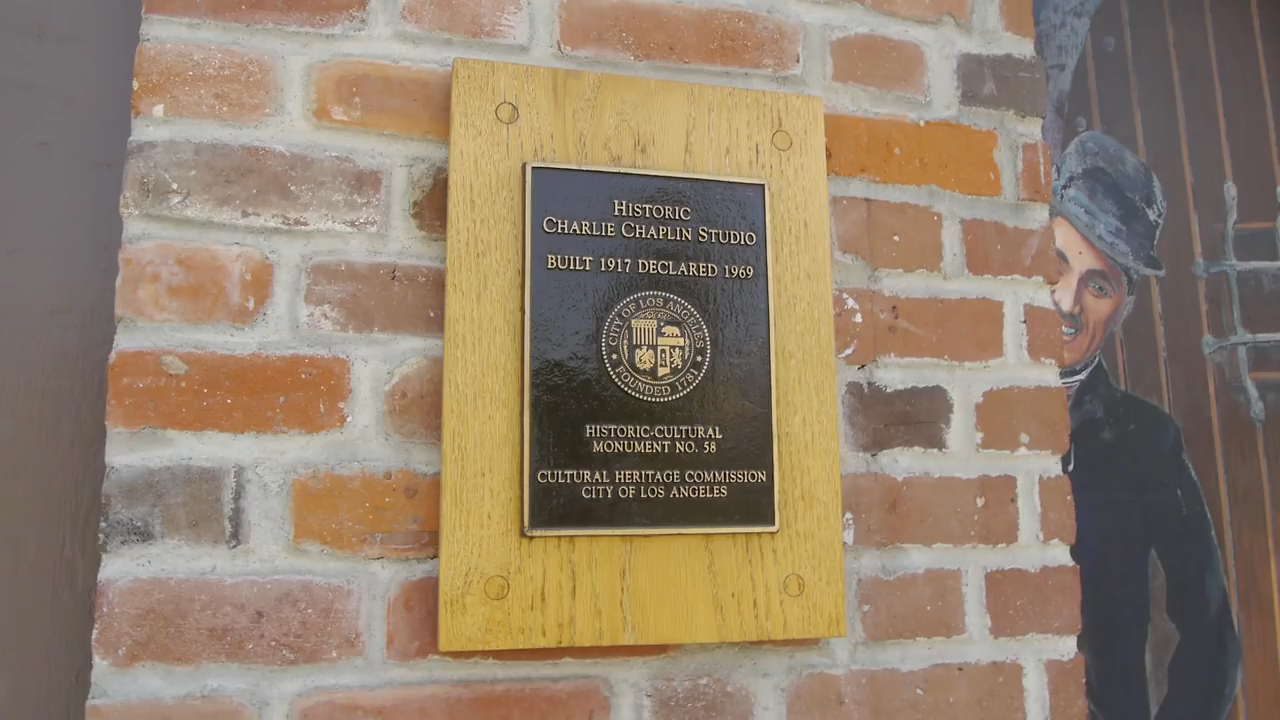 HISTORIC
CHARLIE CHAPLIN STUDIO
BUILT 1917 DECLARED 1969
CITY OF LOS ANGELES
FOUNDED 1781
HISTORIC-CULTURAL
MONUMENT NO. 58
CULTURAL HERITAGE COMMISSION
CITY OF LOS ANGELES